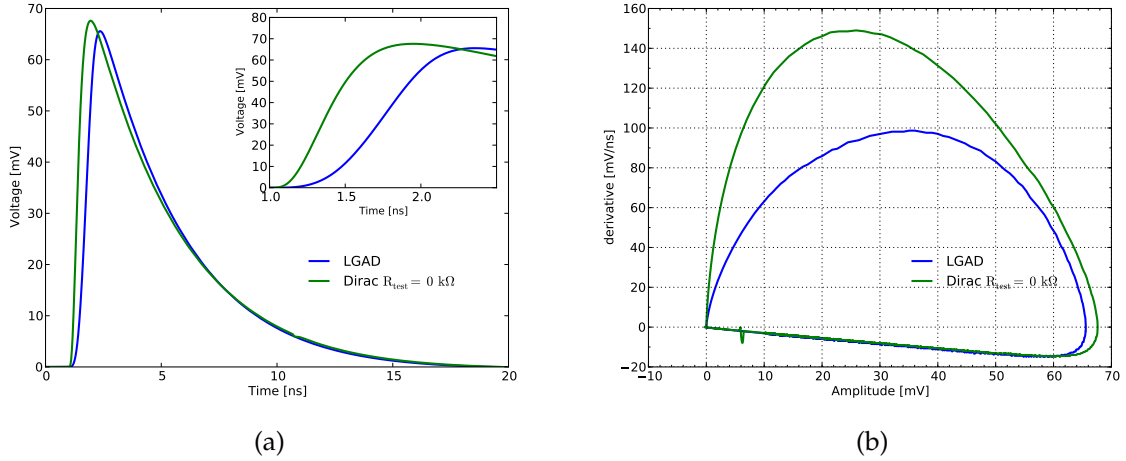 70
60
50
40
30
20
10
0
Voltage [mV]
0 5 10 15 20
Time [ns]
80
70
60
50
40
30
20
10
0
Voltage [mV]
1.0 1.5 2.0
Time [ns]
LGAD
Dirac R_test = 0 kΩ
(a)
160
140
120
100
80
60
40
20
0
−20
derivative [mV/ns]
−10 0 10 20 30 40 50 60 70
Amplitude [mV]
LGAD
Dirac R_test = 0 kΩ
(b)